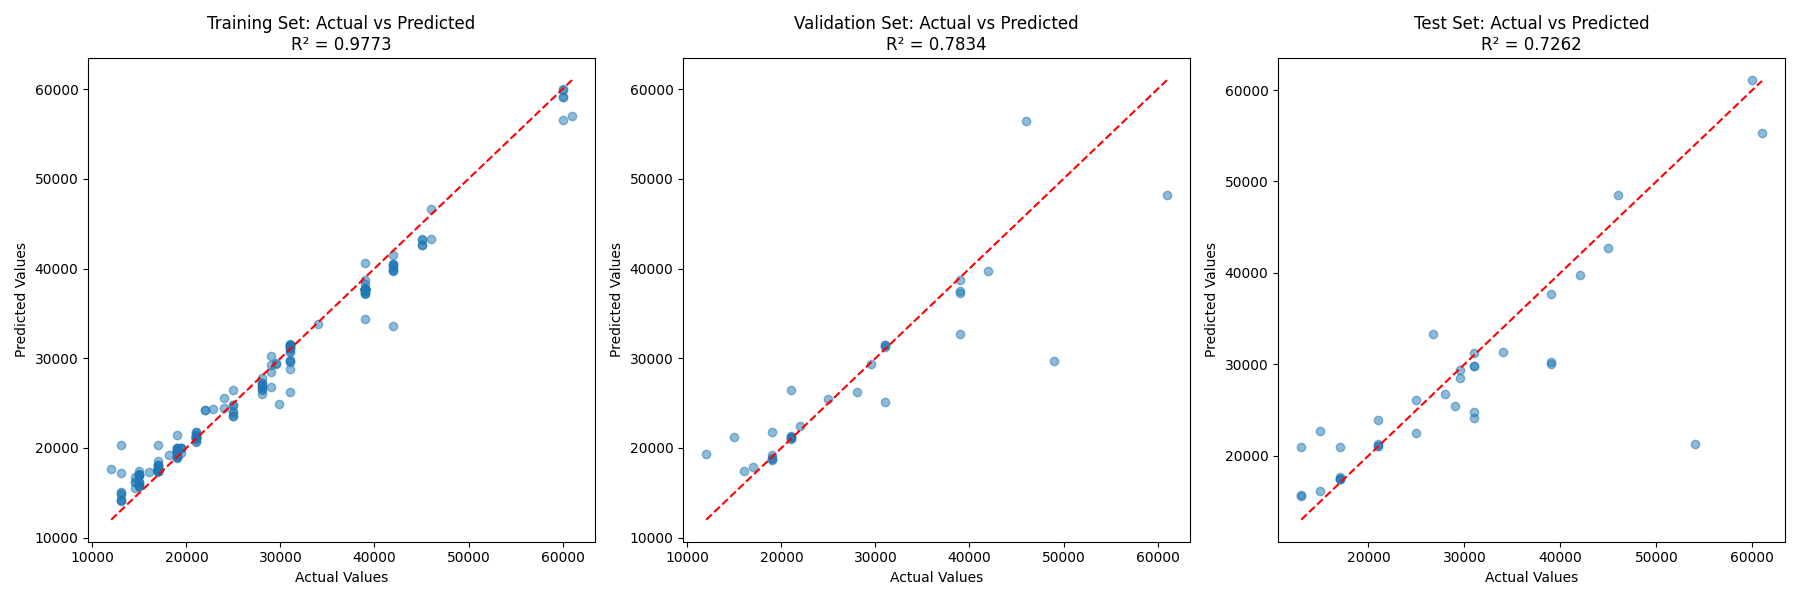 Training Set: Actual vs Predicted
R² = 0.9773
60000
50000
40000
30000
20000
10000
Predicted Values
10000 20000 30000 40000 50000 60000
Actual Values
Validation Set: Actual vs Predicted
R² = 0.7834
60000
50000
40000
30000
20000
10000
Predicted Values
10000 20000 30000 40000 50000 60000
Actual Values
Test Set: Actual vs Predicted
R² = 0.7262
60000
50000
40000
30000
20000
Predicted Values
20000 30000 40000 50000 60000
Actual Values